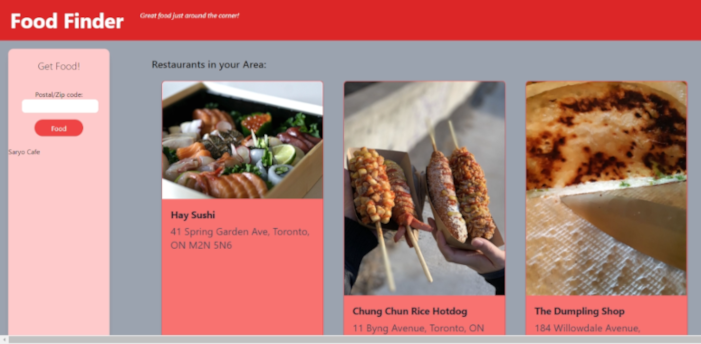 Food Finder
Great food just around the corner!
Get Food!
Postal/Zip code:
Food
Saryo Cafe
Restaurants in your Area:
Hay Sushi
41 Spring Garden Ave, Toronto,
ON M2N 5N6
Chung Chun Rice Hotdog
11 Byng Avenue, Toronto, ON
The Dumpling Shop
184 Willowdale Avenue,